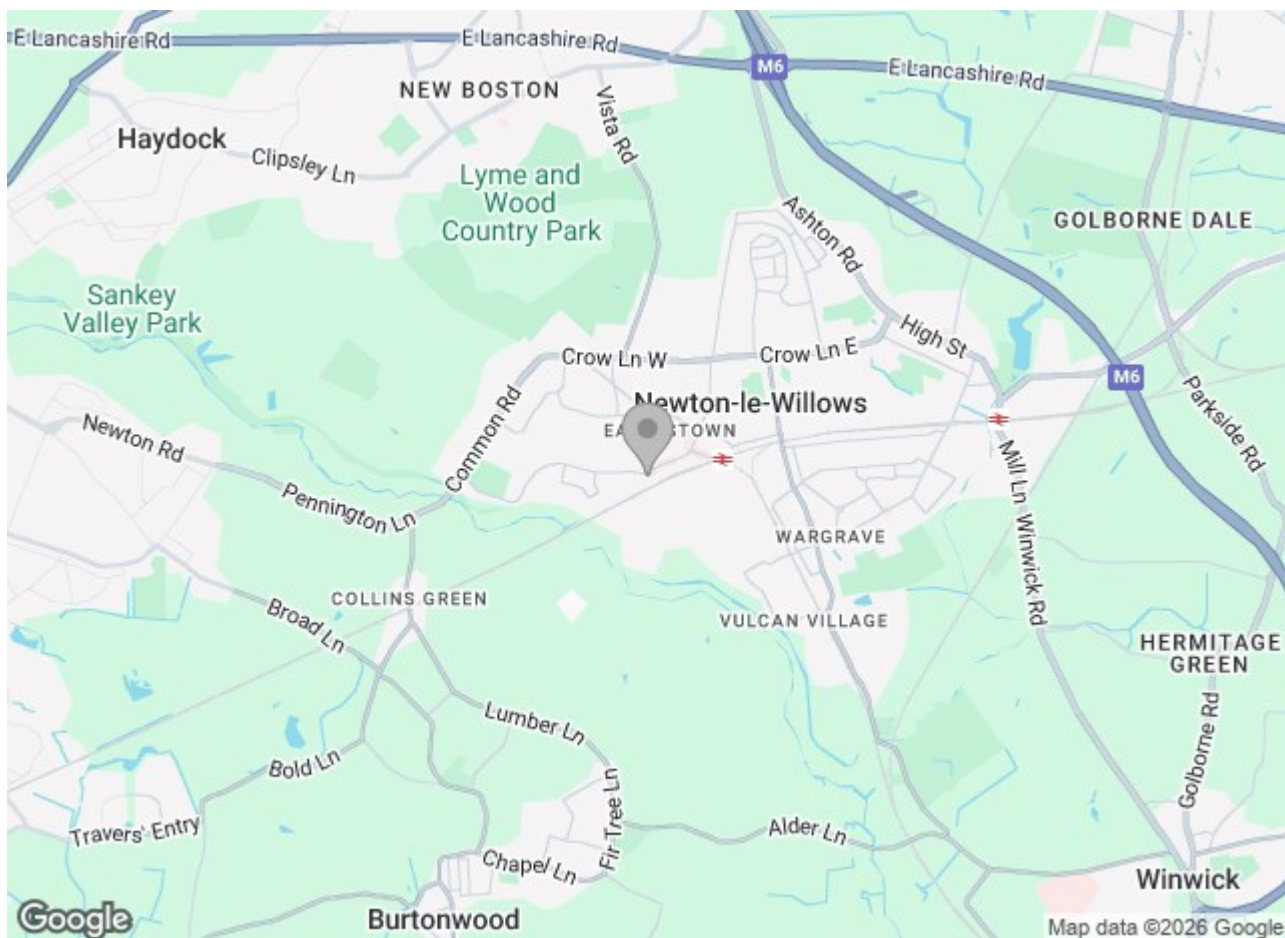 E Lancashire Rd
E Lancashire Rd
M6
E Lancashire Rd
NEW BOSTON
Vista Rd
Haydock
Clipsley Ln
Lyme and
Wood
Country Park
Ashton Rd
GOLBORNE DALE
Sankey
Valley Park
High St
Crow Ln W
Crow Ln E
M6
Newton-le-Willows
Parkside Rd
Newton Rd
Common Rd
Pennington Ln
Mill Ln
Winwick Rd
WARGRAVE
COLLINS GREEN
Broad Ln
VULCAN VILLAGE
HERMITAGE
GREEN
Lumber Ln
Golborne Rd
Bold Ln
Fir Tree Ln
Travers' Entry
Alder Ln
Chapel Ln
Winwick
Burtonwood
Google
Map data ©2026 Google